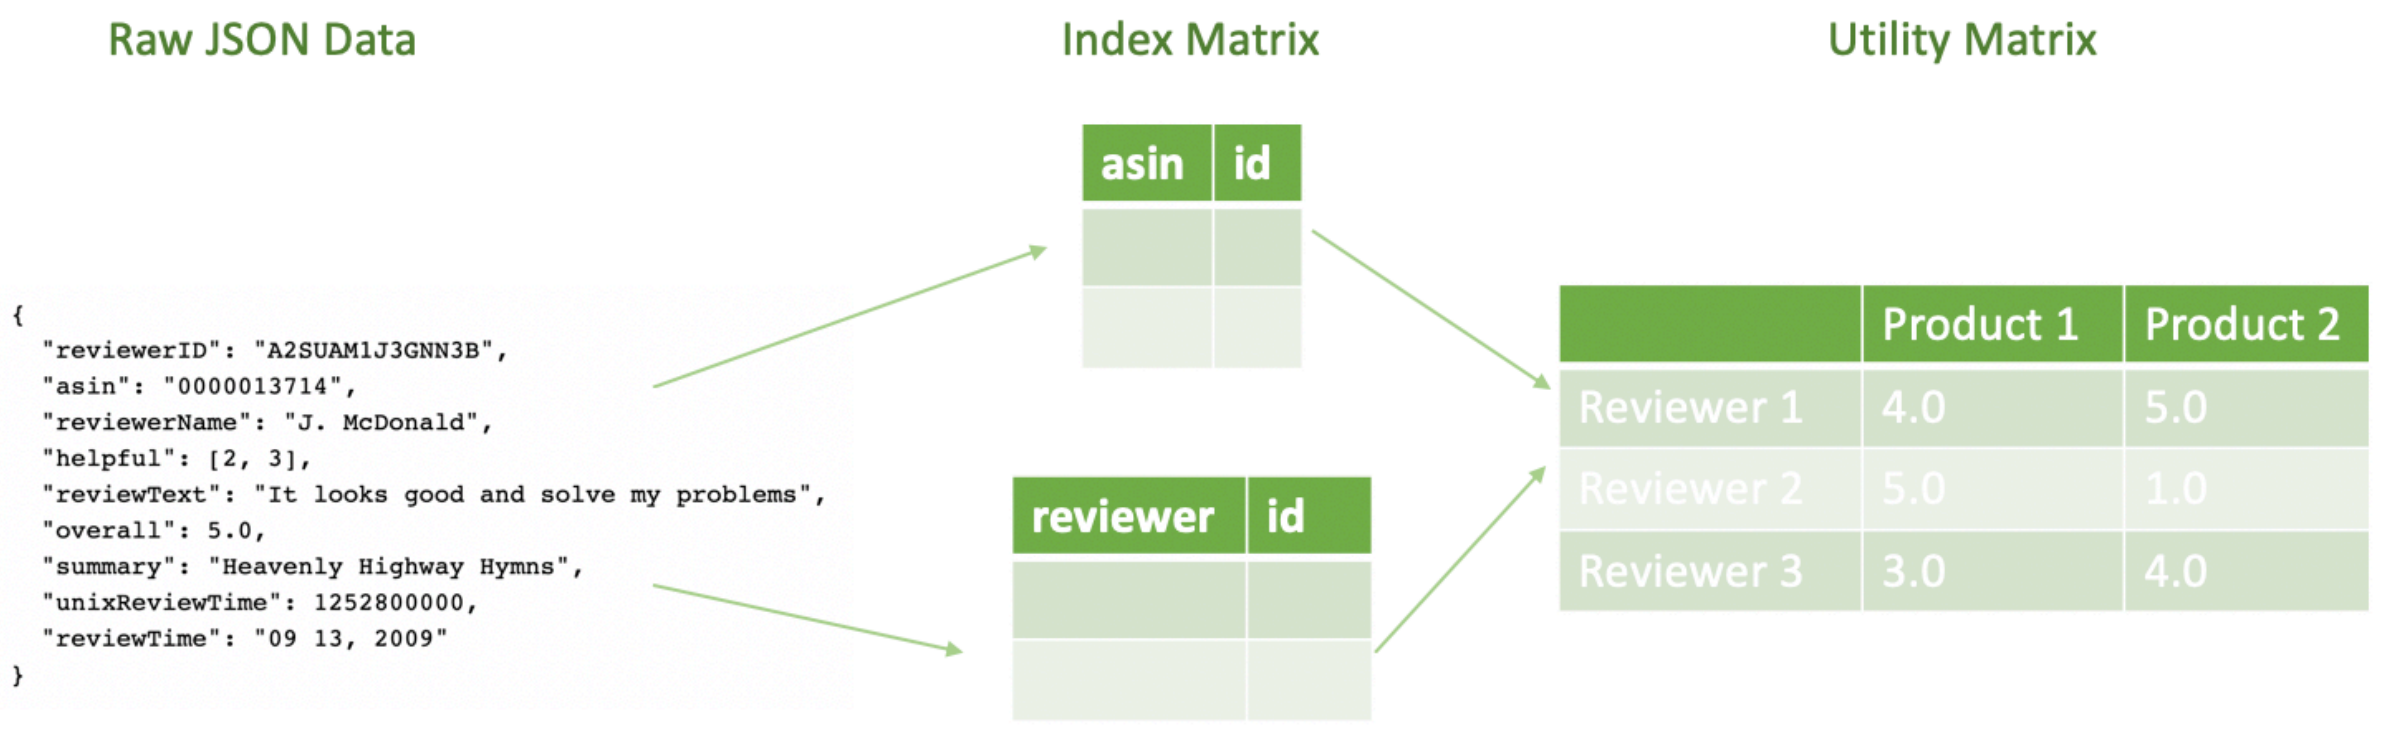 Raw JSON Data
Index Matrix
Utility Matrix
{
"reviewerID": "A2SUAM1J3GNN3B",
"asin": "0000013714",
"reviewerName": "J. McDonald",
"helpful": [2, 3],
"reviewText": "It looks good and solve my problems",
"overall": 5.0,
"summary": "Heavenly Highway Hymns",
"unixReviewTime": 1252800000,
"reviewTime": "09 13, 2009"
}
asin id
reviewer id
Product 1 Product 2
Reviewer 1 4.0 5.0
Reviewer 2 5.0 1.0
Reviewer 3 3.0 4.0